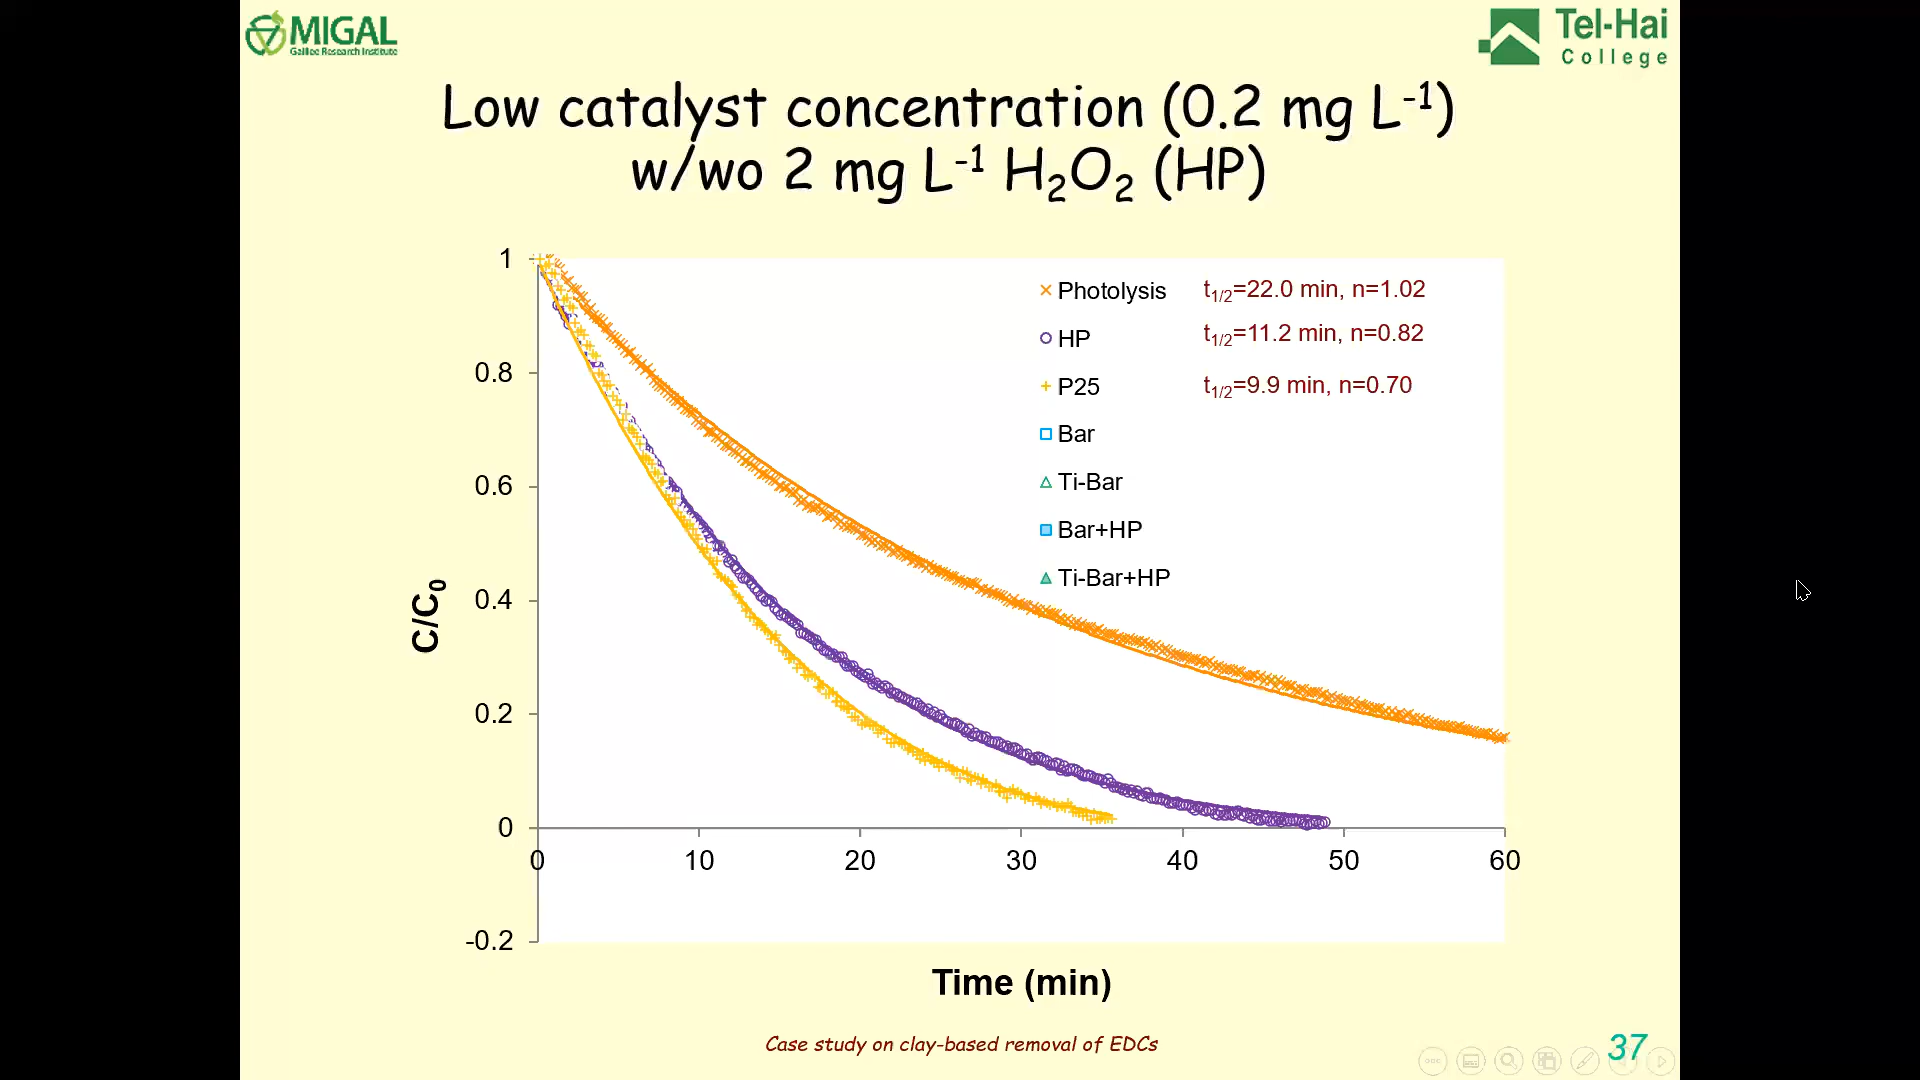 MIGAL
Galilee Research Institute
Tel-Hai
College
Low catalyst concentration (0.2 mg L⁻¹)
w/wo 2 mg L⁻¹ H₂O₂ (HP)
1
0.8
0.6
0.4
0.2
0
-0.2
C/C₀
0 10 20 30 40 50 60
Time (min)
Photolysis t₁/₂=22.0 min, n=1.02
HP t₁/₂=11.2 min, n=0.82
P25 t₁/₂=9.9 min, n=0.70
Bar
Ti-Bar
Bar+HP
Ti-Bar+HP
Case study on clay-based removal of EDCs
37